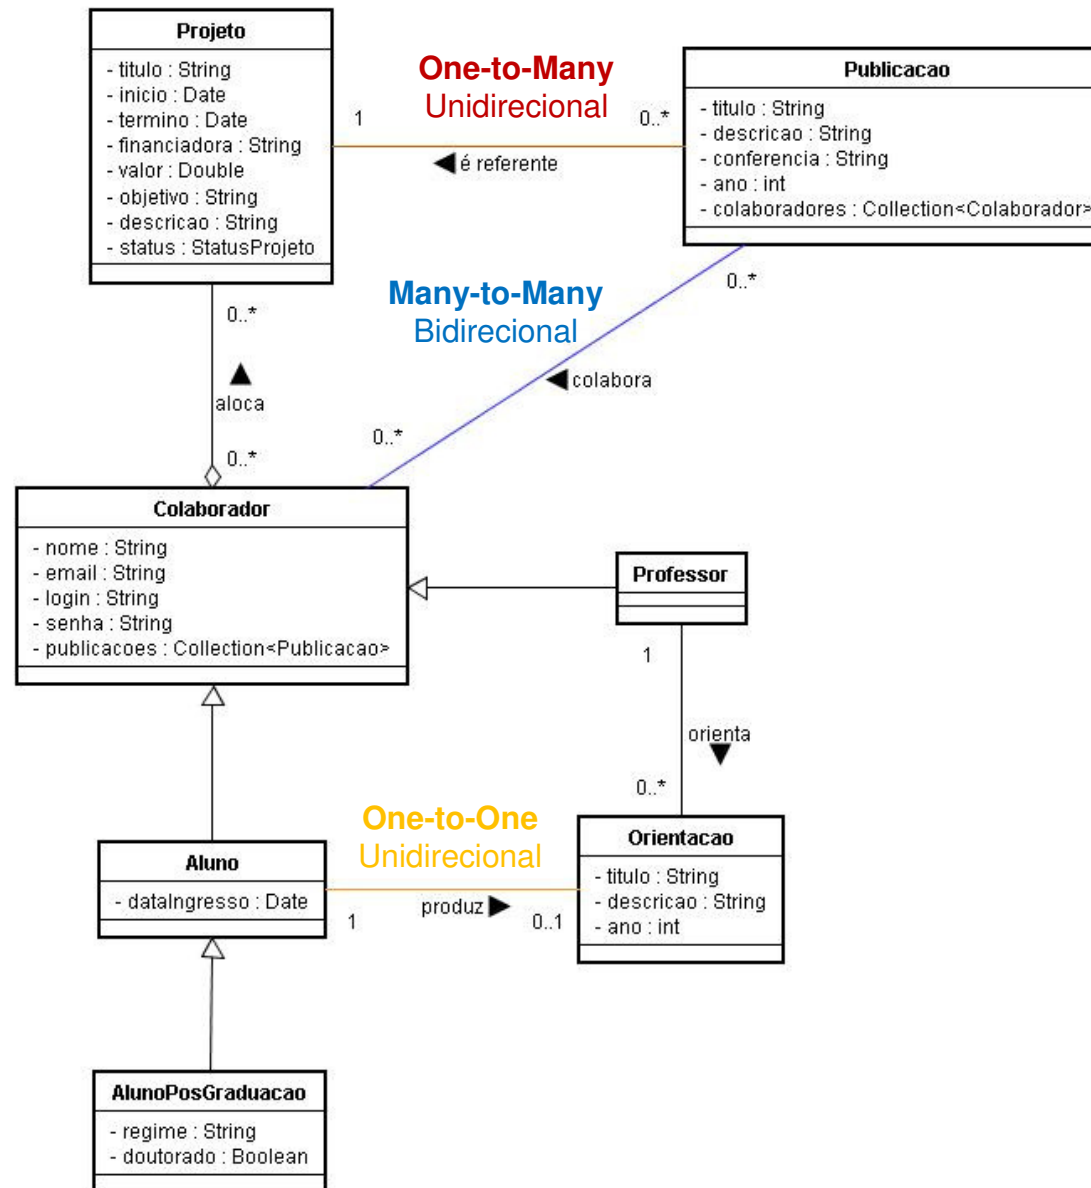 Projeto
- titulo : String
- inicio : Date
- termino : Date
- financiadora : String
- valor : Double
- objetivo : String
- descricao : String
- status : StatusProjeto
One-to-Many
Unidirecional
1
0..*
é referente
Publicacao
- titulo : String
- descricao : String
- conferencia : String
- ano : int
- colaboradores : Collection<Colaborador>
0..*
aloca
0..*
Many-to-Many
Bidirecional
0..*
colabora
0..*
Colaborador
- nome : String
- email : String
- login : String
- senha : String
- publicacoes : Collection<Publicacao>
Professor
1
orienta
0..*
One-to-One
Unidirecional
Aluno
- dataIngresso : Date
1
produz
0..1
Orientacao
- titulo : String
- descricao : String
- ano : int
AlunoPosGraduacao
- regime : String
- doutorado : Boolean